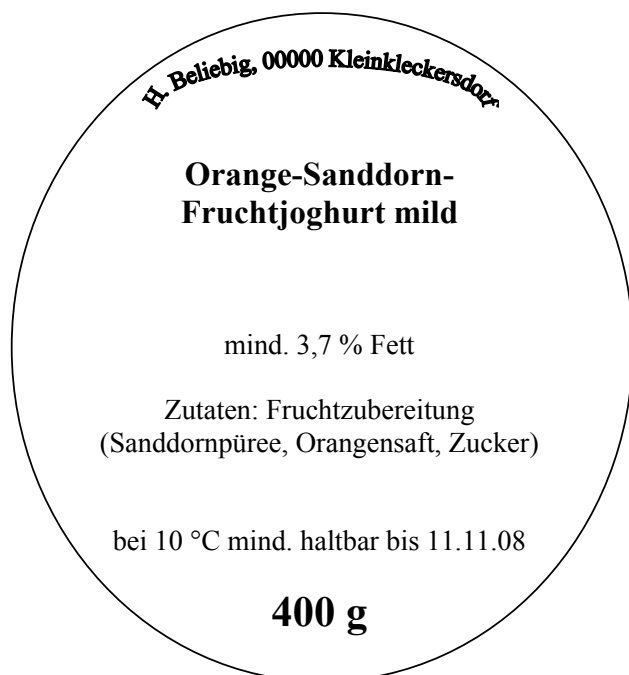 H. Beliebig, 00000 Kleinkleckersdorf
Orange-Sanddorn-
Fruchtjoghurt mild
mind. 3,7 % Fett
Zutaten: Fruchtzubereitung
(Sanddornpüree, Orangensaft, Zucker)
bei 10 °C mind. haltbar bis 11.11.08
400 g